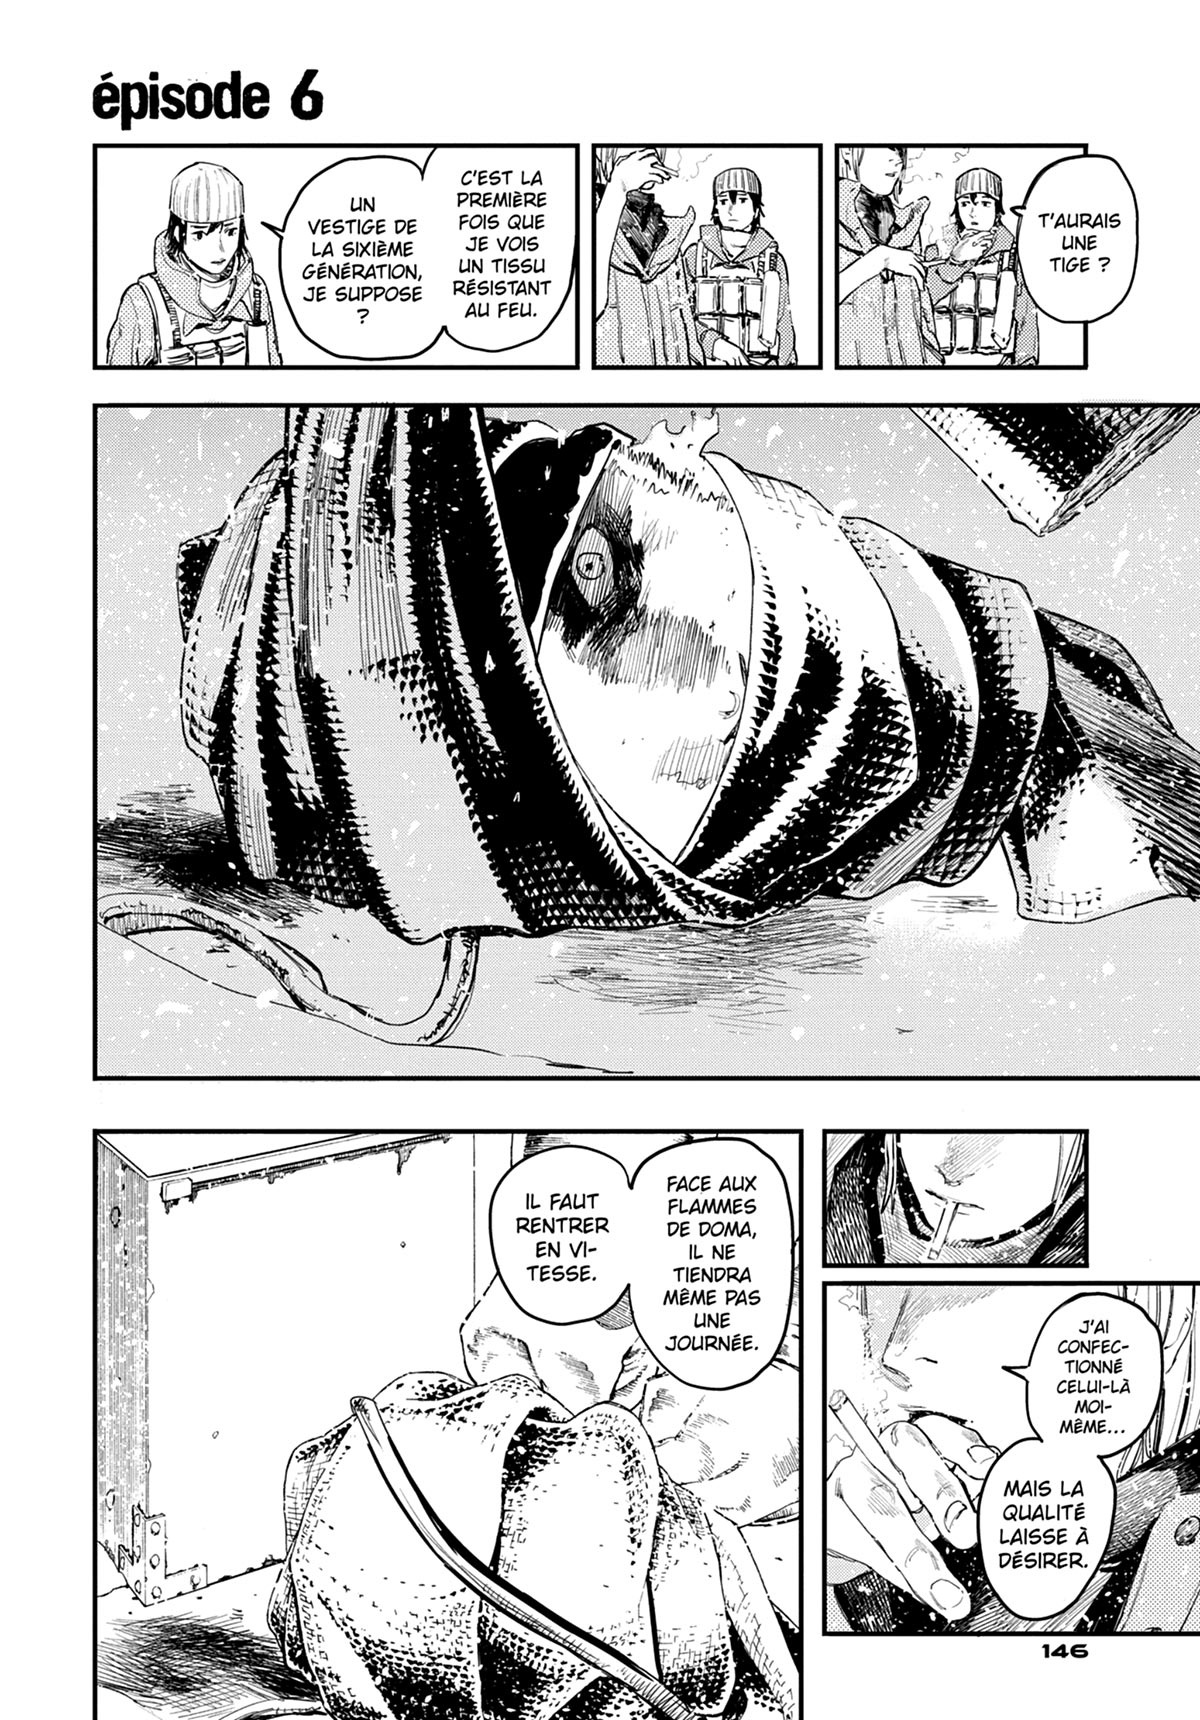 épisode 6
T'AURAIS
UNE
TIGE ?
C'EST LA
PREMIÈRE
FOIS QUE
JE VOIS
UN TISSU
RÉSISTANT
AU FEU.
UN
VESTIGE DE
LA SIXIÈME
GÉNÉRATION,
JE SUPPOSE
?
J'AI
CONFEC-
TIONNÉ
CELUI-LÀ
MOI-
MÊME...
MAIS LA
QUALITÉ
LAISSE À
DÉSIRER.
FACE AUX
FLAMMES
DE DOMA,
IL NE
TIENDRA
MÊME PAS
UNE
JOURNÉE.
IL FAUT
RENTRER
EN VI-
TESSE.
146